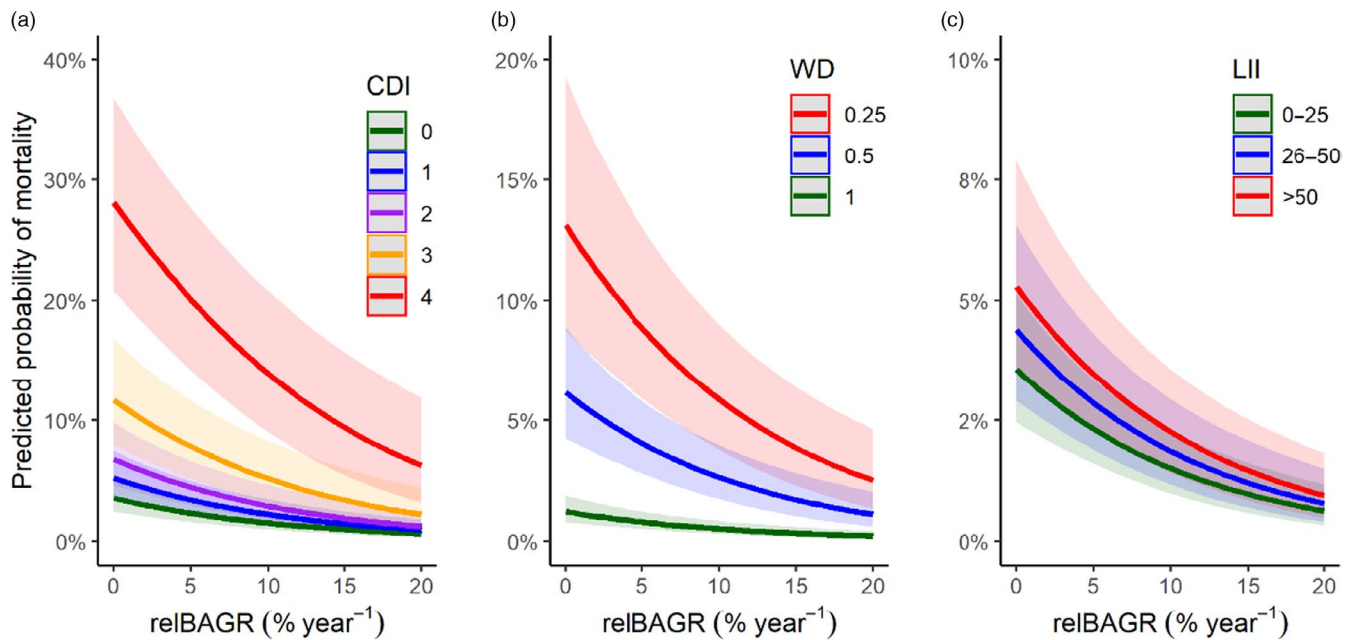 (a)
Predicted probability of mortality
40%
30%
20%
10%
0%
0 5 10 15 20
relBAGR (% year⁻¹)
CDI
0
1
2
3
4
(b)
20%
15%
10%
5%
0%
0 5 10 15 20
relBAGR (% year⁻¹)
WD
0.25
0.5
1
(c)
10%
8%
5%
2%
0%
0 5 10 15 20
relBAGR (% year⁻¹)
LII
0–25
26–50
>50